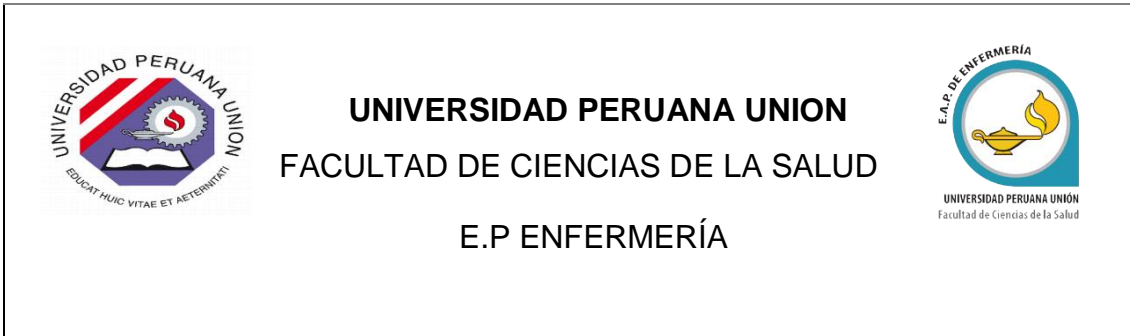 UNIVERSIDAD PERUANA UNION
EDUCAT HUIC VITAE ET AETERNITATI
UNIVERSIDAD PERUANA UNION
FACULTAD DE CIENCIAS DE LA SALUD
E.P ENFERMERÍA
E.A.P. DE ENFERMERÍA
UNIVERSIDAD PERUANA UNIÓN
Facultad de Ciencias de la Salud